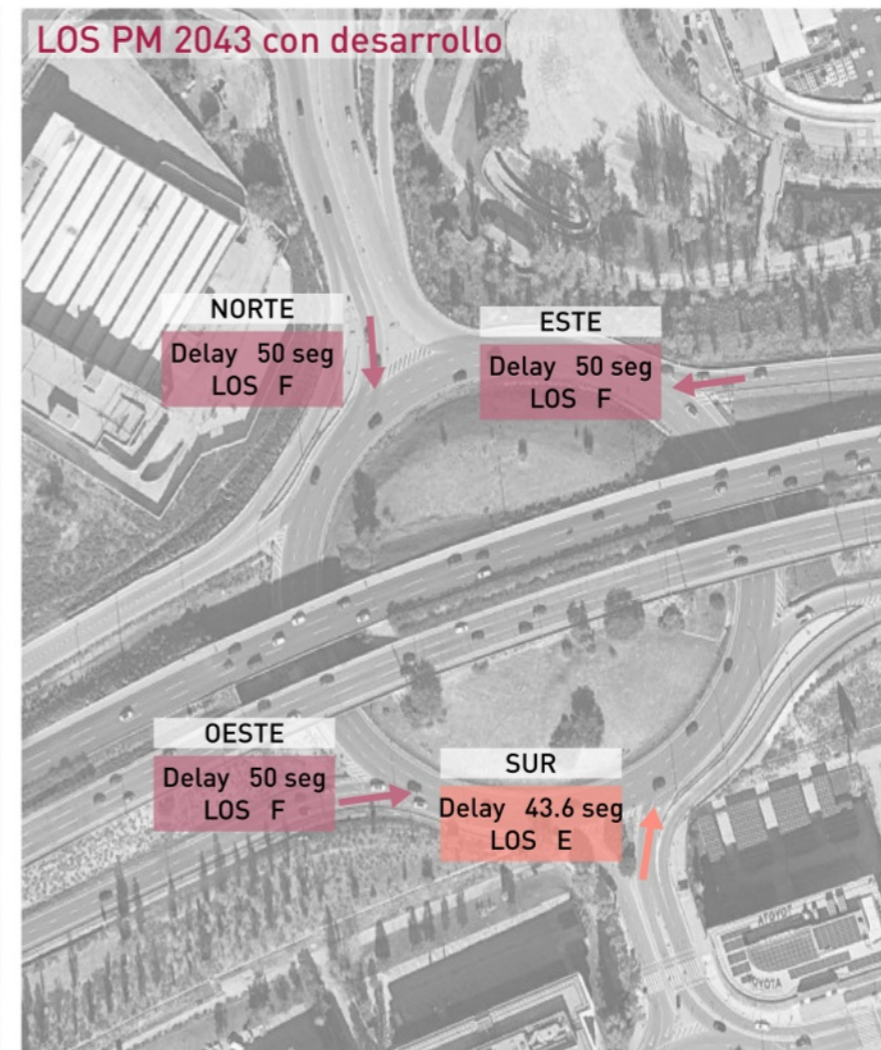 LOS PM 2043 con desarrollo
NORTE
Delay 50 seg
LOS F
ESTE
Delay 50 seg
LOS F
OESTE
Delay 50 seg
LOS F
SUR
Delay 43.6 seg
LOS E
TOYOTA